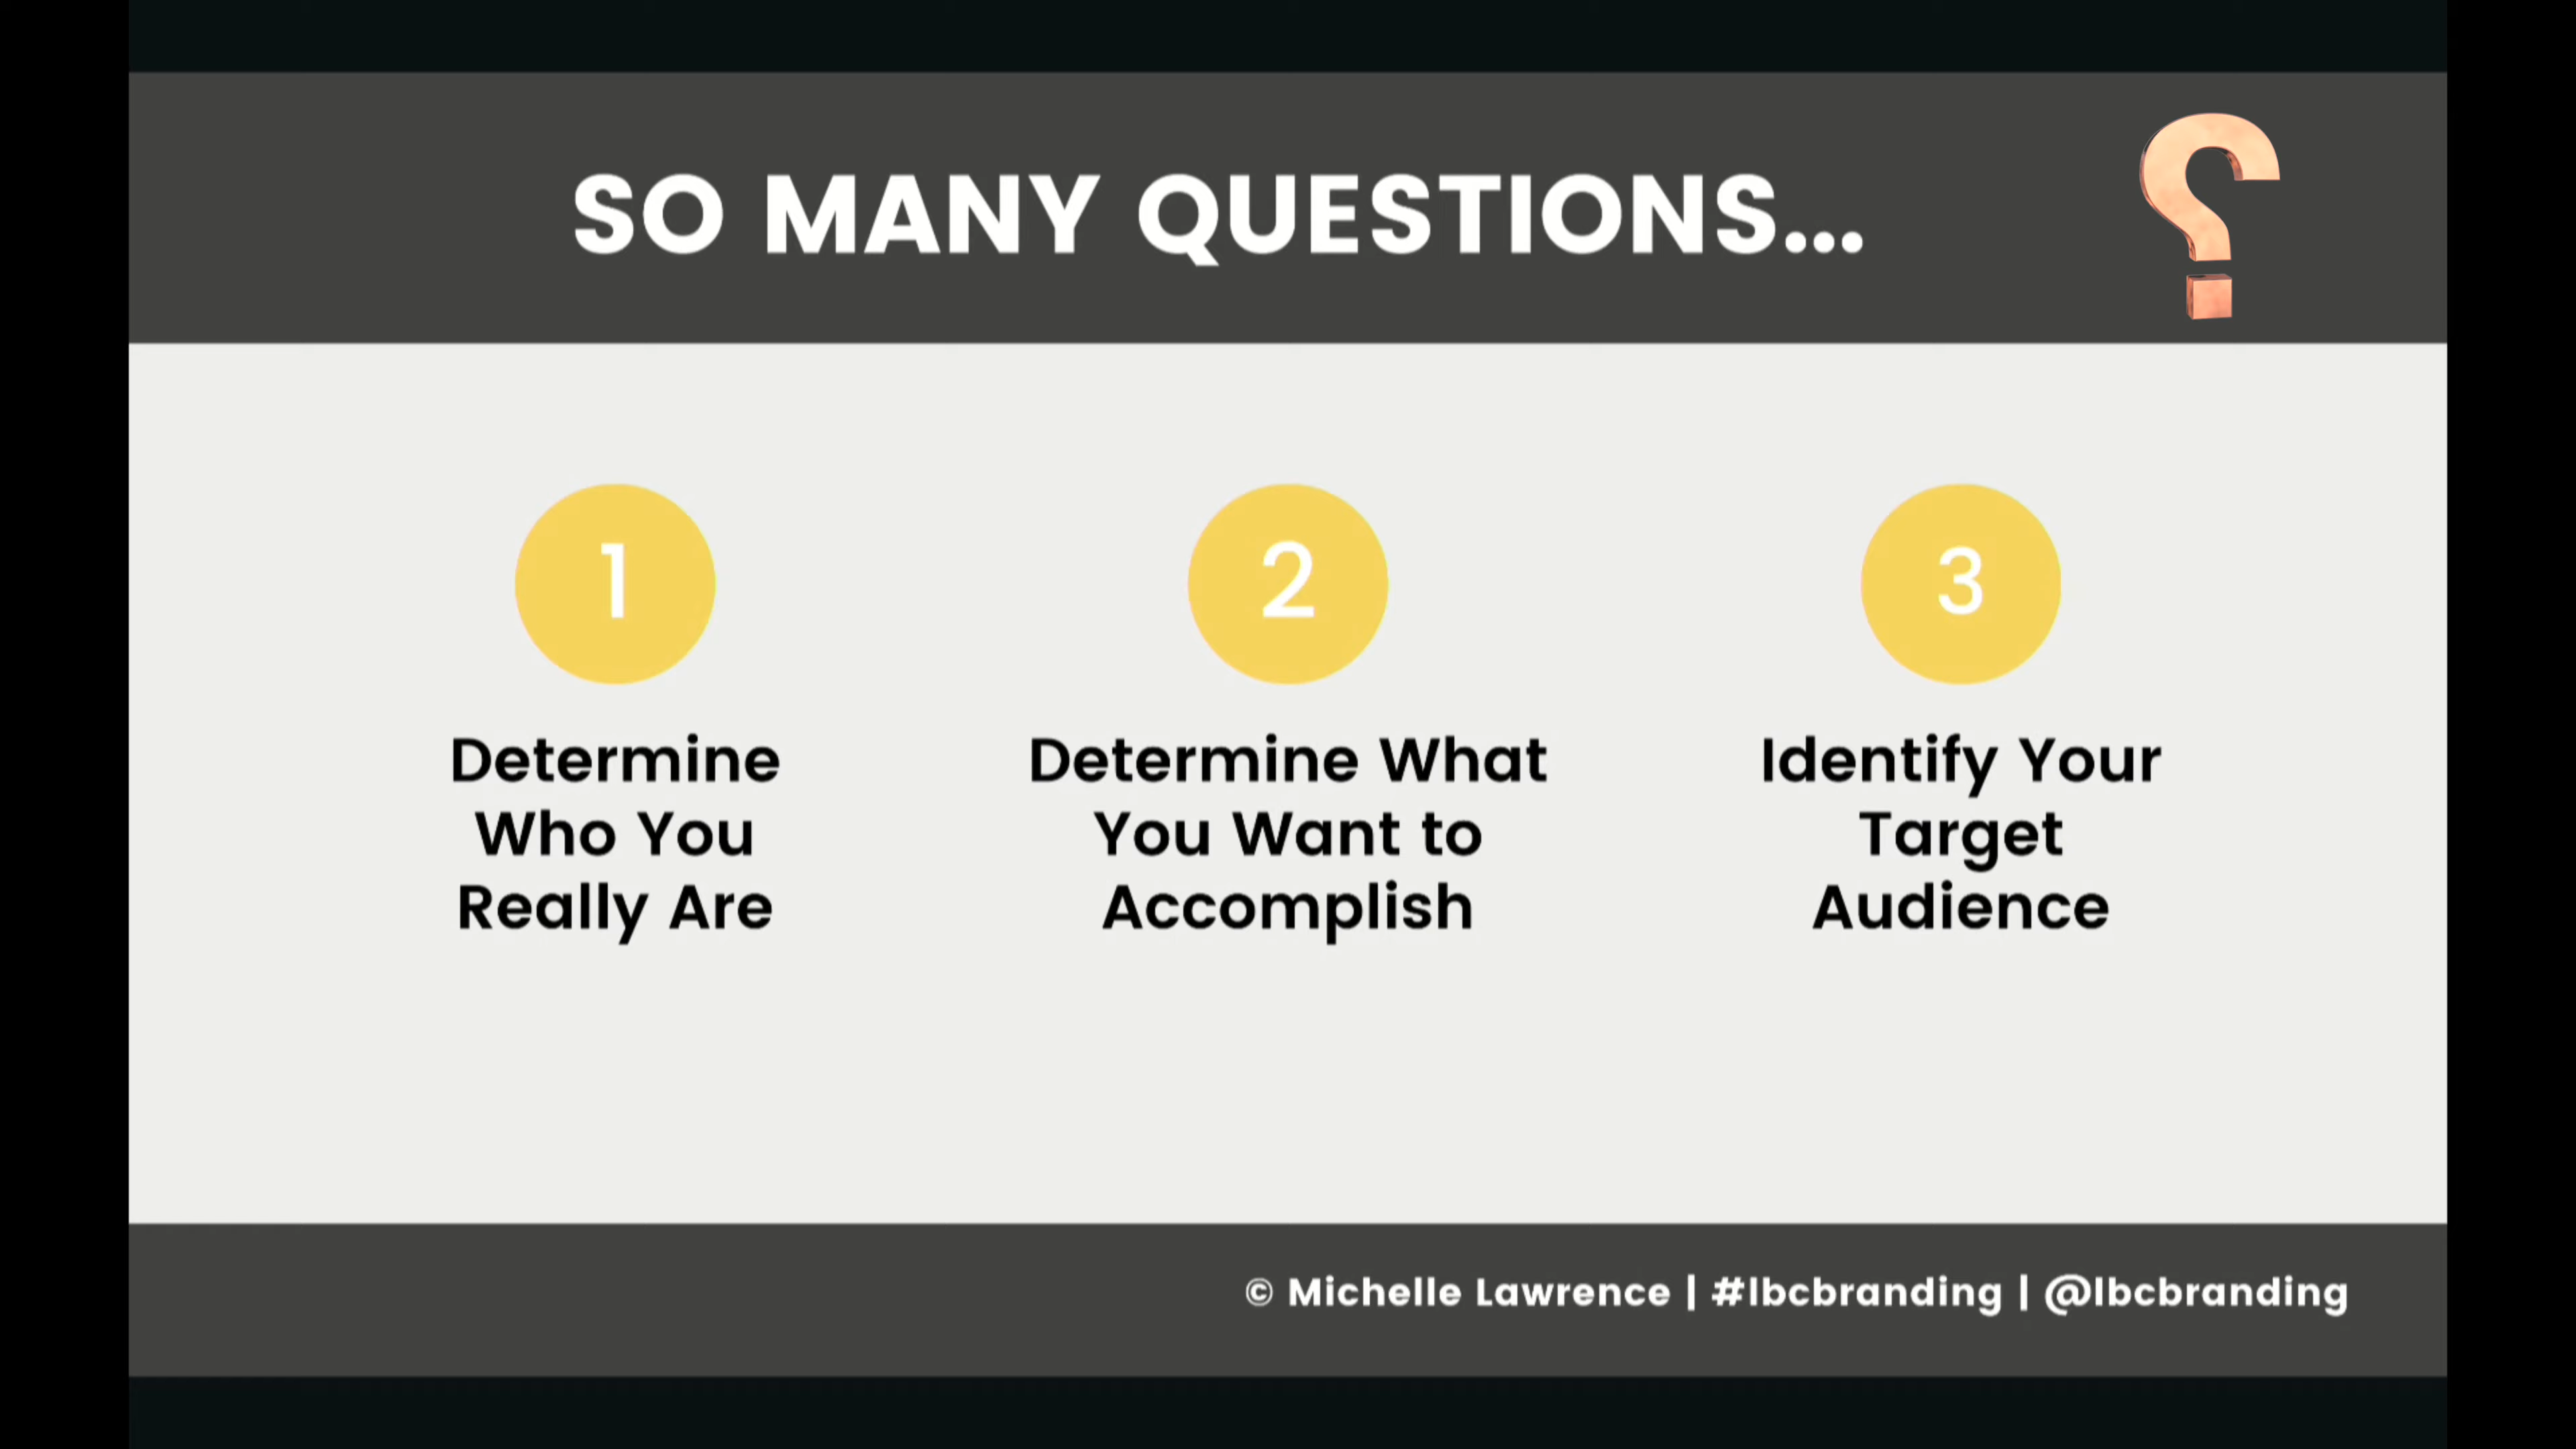 SO MANY QUESTIONS...
1
Determine
Who You
Really Are
2
Determine What
You Want to
Accomplish
3
Identify Your
Target
Audience
© Michelle Lawrence | #lbcbranding | @lbcbranding